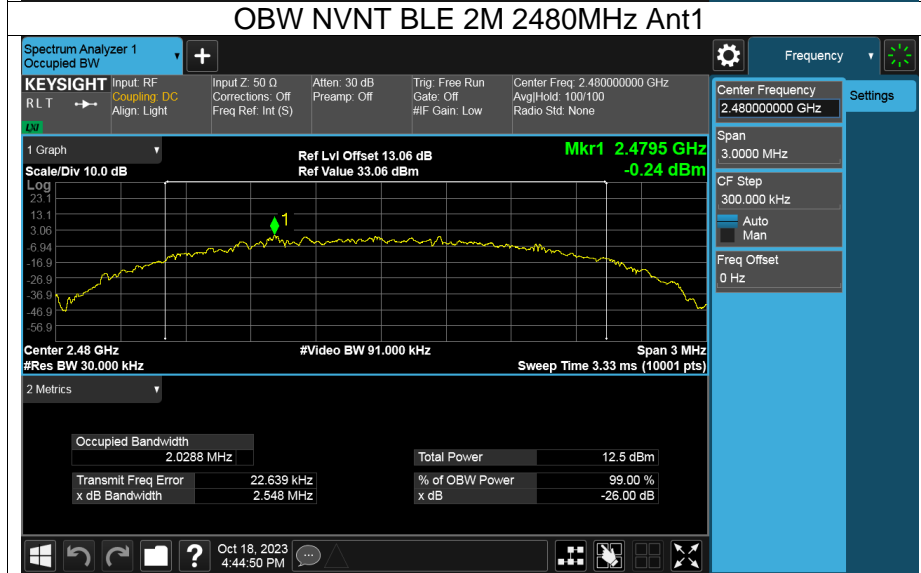 OBW NVNT BLE 2M 2480MHz Ant1
Spectrum Analyzer 1
Occupied BW
+
Frequency
KEYSIGHT
RLT
LXI
Input: RF
Coupling: DC
Align: Light
Input Z: 50 Ω
Corrections: Off
Freq Ref: Int (S)
Atten: 30 dB
Preamp: Off
Trig: Free Run
Gate: Off
#IF Gain: Low
Center Freq: 2.480000000 GHz
Avg|Hold: 100/100
Radio Std: None
Center Frequency
2.480000000 GHz
Settings
Span
3.0000 MHz
CF Step
300.000 kHz
Auto
Man
Freq Offset
0 Hz
1 Graph
Scale/Div 10.0 dB
Ref Lvl Offset 13.06 dB
Ref Value 33.06 dBm
Mkr1 2.4795 GHz
-0.24 dBm
Log
23.1
13.1
3.06
-6.94
-16.9
-26.9
-36.9
-46.9
-56.9
1
Center 2.48 GHz
#Res BW 30.000 kHz
#Video BW 91.000 kHz
Span 3 MHz
Sweep Time 3.33 ms (10001 pts)
2 Metrics
Occupied Bandwidth
2.0288 MHz
Transmit Freq Error 22.639 kHz
x dB Bandwidth 2.548 MHz
Total Power 12.5 dBm
% of OBW Power 99.00 %
x dB -26.00 dB
?
Oct 18, 2023
4:44:50 PM